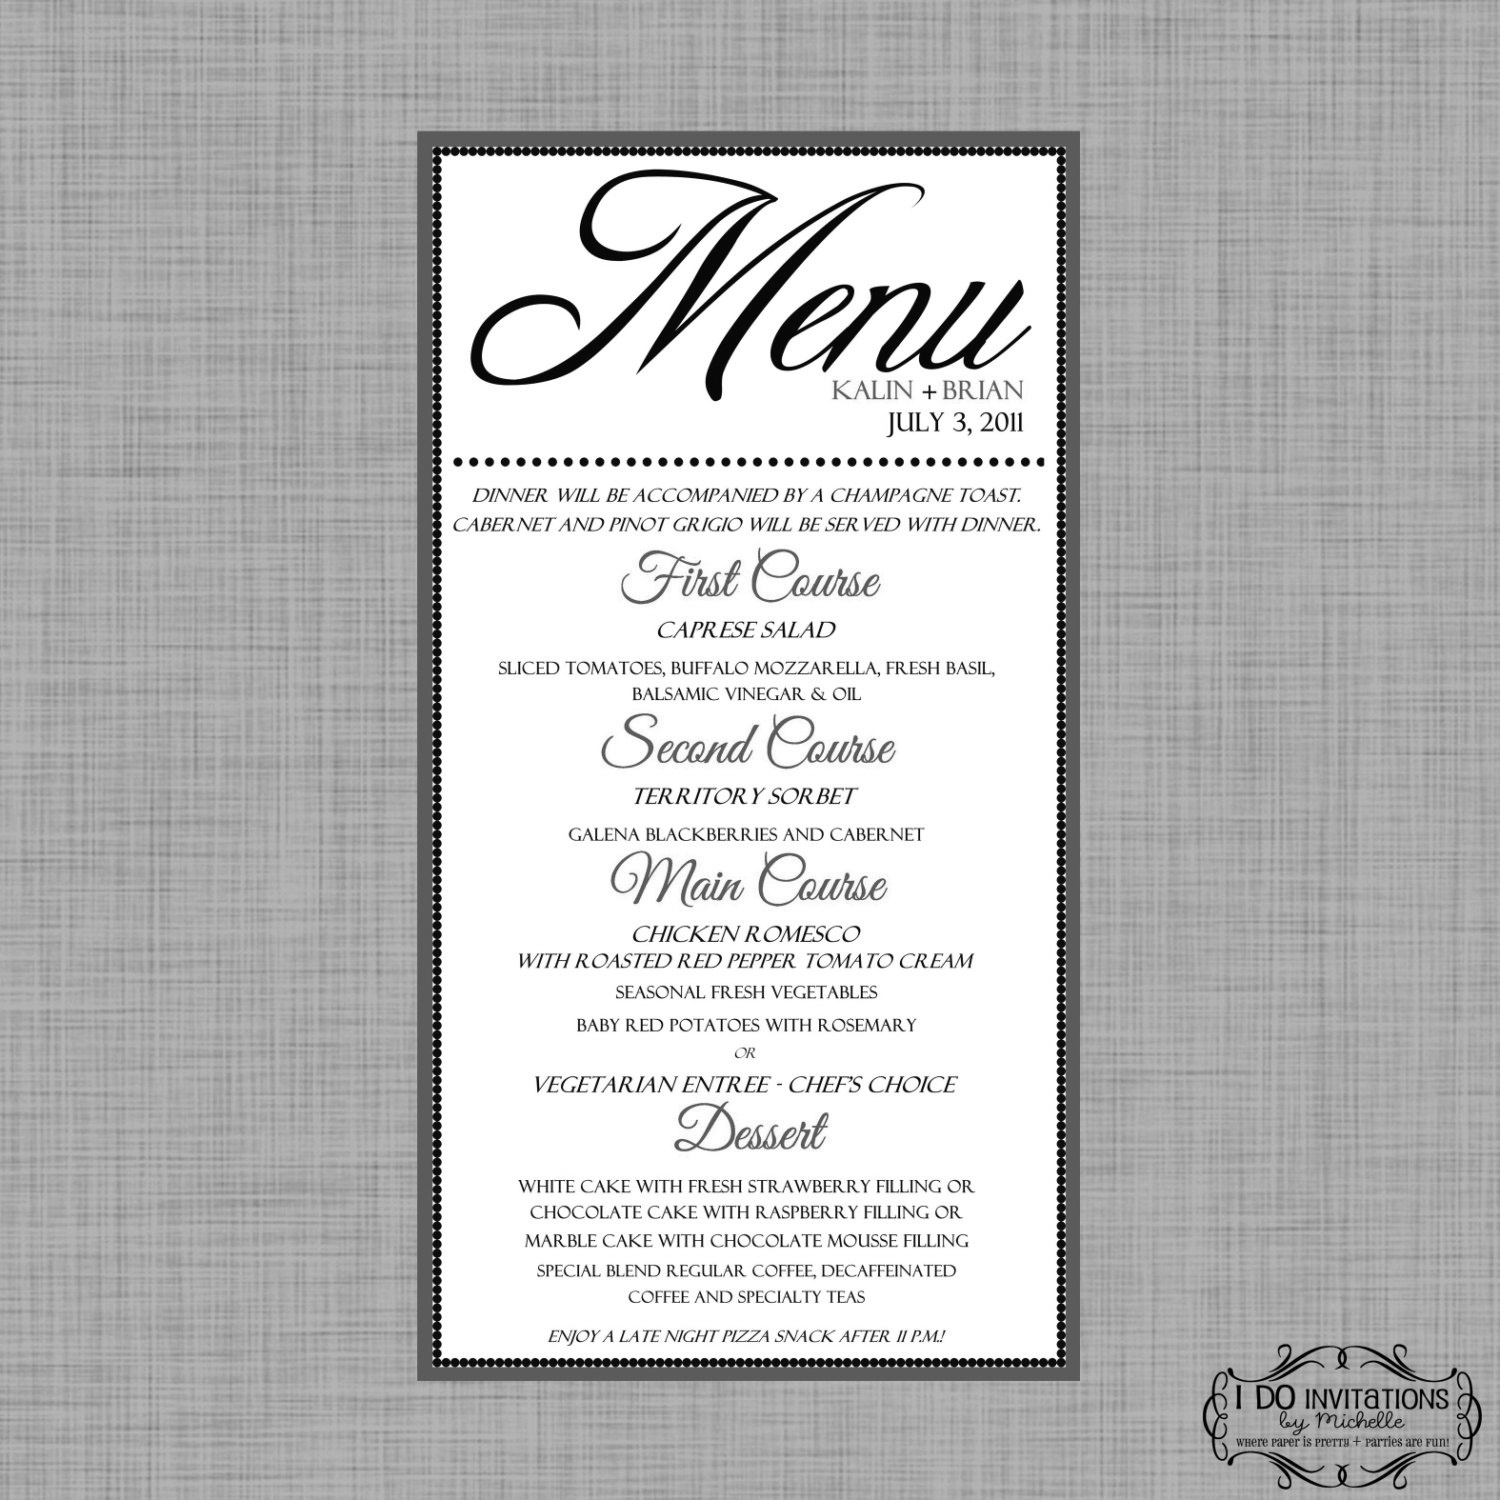 Menu
KALIN + BRIAN
JULY 3, 2011
DINNER WILL BE ACCOMPANIED BY A CHAMPAGNE TOAST.
CABERNET AND PINOT GRIGIO WILL BE SERVED WITH DINNER.
First Course
CAPRESE SALAD
SLICED TOMATOES, BUFFALO MOZZARELLA, FRESH BASIL,
BALSAMIC VINEGAR & OIL
Second Course
TERRITORY SORBET
GALENA BLACKBERRIES AND CABERNET
Main Course
CHICKEN ROMESCO
WITH ROASTED RED PEPPER TOMATO CREAM
SEASONAL FRESH VEGETABLES
BABY RED POTATOES WITH ROSEMARY
OR
VEGETARIAN ENTREE - CHEF'S CHOICE
Dessert
WHITE CAKE WITH FRESH STRAWBERRY FILLING OR
CHOCOLATE CAKE WITH RASPBERRY FILLING OR
MARBLE CAKE WITH CHOCOLATE MOUSSE FILLING
SPECIAL BLEND REGULAR COFFEE, DECAFFEINATED
COFFEE AND SPECIALTY TEAS
ENJOY A LATE NIGHT PIZZA SNACK AFTER 11 P.M.!
I DO INVITATIONS
by Michelle
WHERE PAPER IS PRETTY + PARTIES ARE FUN!